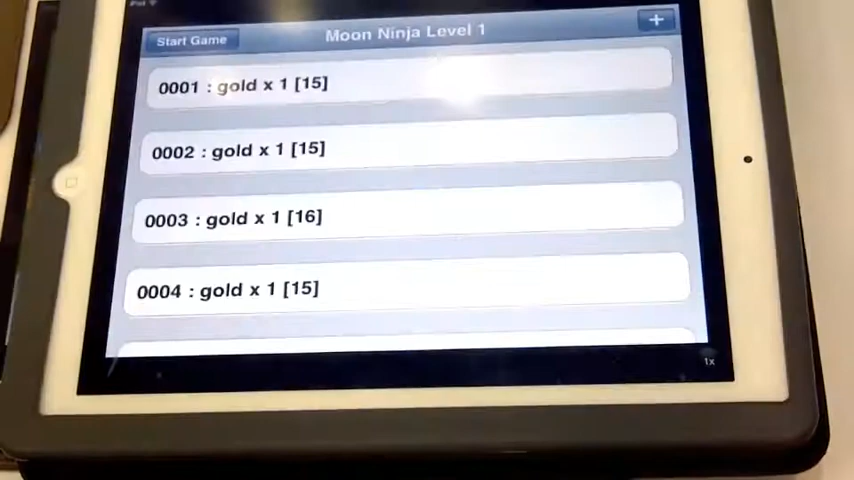 iPad
Start Game
Moon Ninja Level 1
+
0001 : gold x 1 [15]
0002 : gold x 1 [15]
0003 : gold x 1 [16]
0004 : gold x 1 [15]
1x